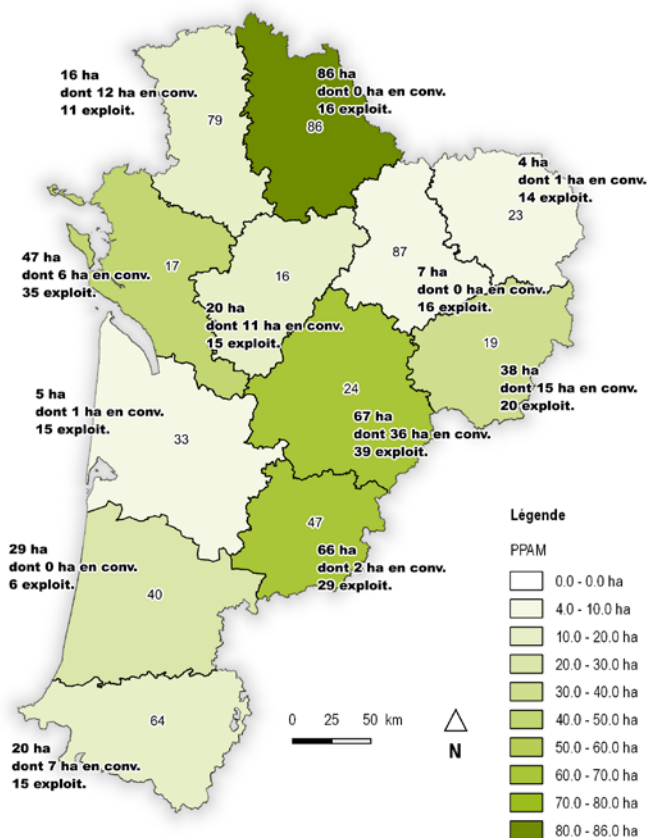 16 ha
dont 12 ha en conv.
11 exploit.
79
86 ha
dont 0 ha en conv.
16 exploit.
86
4 ha
dont 1 ha en conv.
14 exploit.
23
47 ha
dont 6 ha en conv.
35 exploit.
17
16
20 ha
dont 11 ha en conv.
15 exploit.
87
7 ha
dont 0 ha en conv.
16 exploit.
19
38 ha
dont 15 ha en conv.
20 exploit.
5 ha
dont 1 ha en conv.
15 exploit.
33
24
67 ha
dont 36 ha en conv.
39 exploit.
47
66 ha
dont 2 ha en conv.
29 exploit.
29 ha
dont 0 ha en conv.
6 exploit.
40
64
20 ha
dont 7 ha en conv.
15 exploit.
0 25 50 km
N
Légende
PPAM
0.0 - 0.0 ha
4.0 - 10.0 ha
10.0 - 20.0 ha
20.0 - 30.0 ha
30.0 - 40.0 ha
40.0 - 50.0 ha
50.0 - 60.0 ha
60.0 - 70.0 ha
70.0 - 80.0 ha
80.0 - 86.0 ha